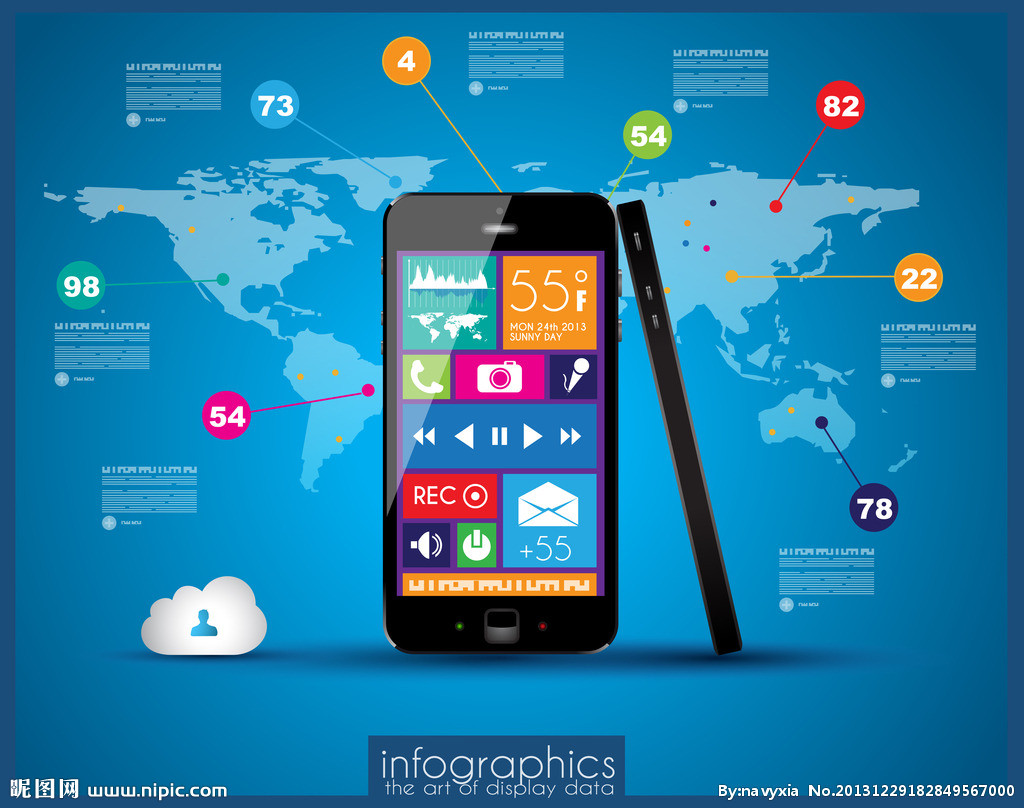 4
73
82
54
98
22
54
78
55°F
MON 24th 2013
SUNNY DAY
REC
+55
infographics
the art of display data
昵图网 www.nipic.com
By:navyxia No.20131229182849567000